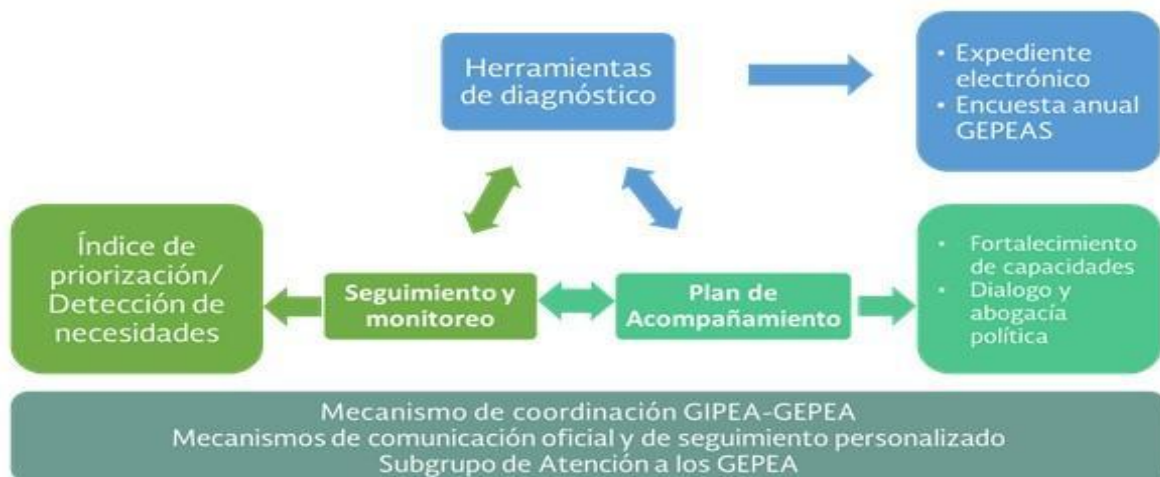 Herramientas
de diagnóstico
• Expediente
electrónico
• Encuesta anual
GEPEAS
Índice de
priorización/
Detección de
necesidades
Seguimiento y
monitoreo
Plan de
Acompañamiento
• Fortalecimiento
de capacidades
• Dialogo y
abogacía
política
Mecanismo de coordinación GIPEA-GEPEA
Mecanismos de comunicación oficial y de seguimiento personalizado
Subgrupo de Atención a los GEPEA